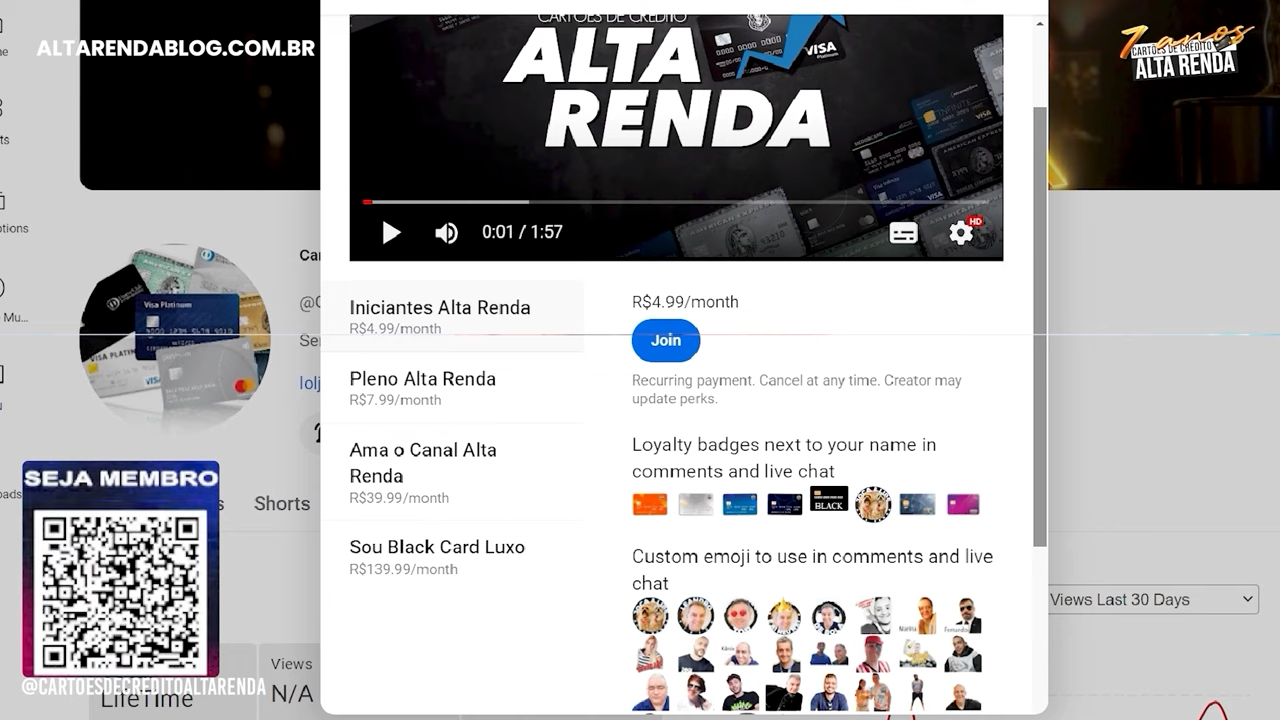 ALTARENDABLOG.COM.BR
CARTÕES DE CRÉDITO
ALTA
RENDA
VISA
7 anos
CARTÕES DE CRÉDITO
ALTA RENDA
0:01 / 1:57
HD
Visa Platinum
Iniciantes Alta Renda
R$4.99/month
Pleno Alta Renda
R$7.99/month
Ama o Canal Alta
Renda
R$39.99/month
Sou Black Card Luxo
R$139.99/month
R$4.99/month
Join
Recurring payment. Cancel at any time. Creator may
update perks.
Loyalty badges next to your name in
comments and live chat
BLACK
Custom emoji to use in comments and live
chat
SEJA MEMBRO
Shorts
Views
N/A
LifeTime
@CARTOESDECREDITOALTARENDA
Views Last 30 Days